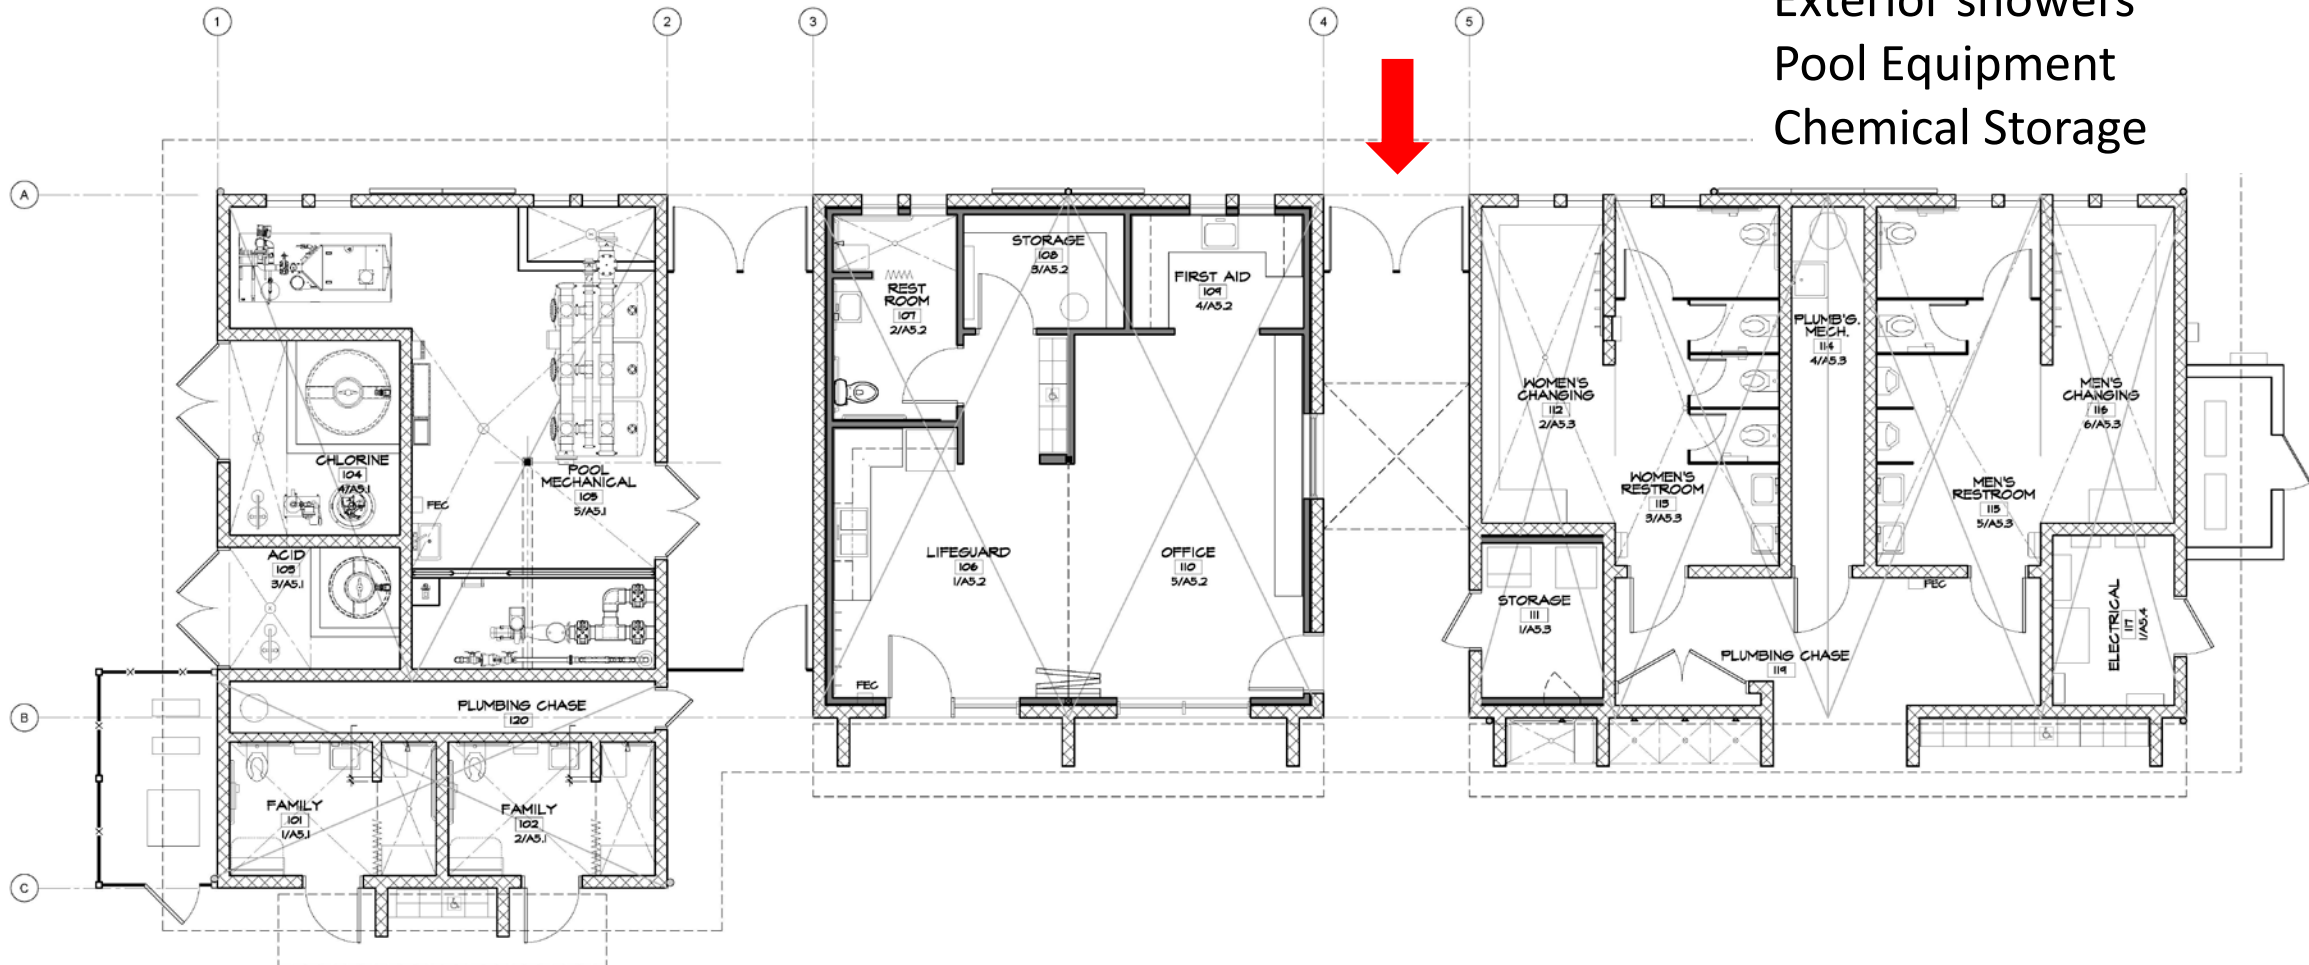 Exterior showers
Pool Equipment
Chemical Storage
1
2
3
4
5
A
B
C
STORAGE
108
3/A5.2
FIRST AID
109
4/A5.2
REST
ROOM
107
2/A5.2
PLUMB'G.
MECH.
114
4/A5.3
WOMEN'S
CHANGING
112
2/A5.3
MEN'S
CHANGING
116
6/A5.3
CHLORINE
104
4/A5.1
POOL
MECHANICAL
105
5/A5.1
FEC
WOMEN'S
RESTROOM
113
3/A5.3
MEN'S
RESTROOM
115
5/A5.3
ACID
103
3/A5.1
LIFEGUARD
106
1/A5.2
OFFICE
110
5/A5.2
STORAGE
111
1/A5.3
FEC
ELECTRICAL
117
1/A5.4
PLUMBING CHASE
119
FEC
PLUMBING CHASE
120
FAMILY
101
1/A5.1
FAMILY
102
2/A5.1